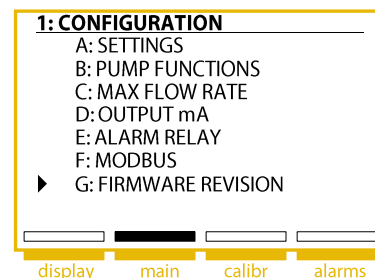 1: CONFIGURATION
A: SETTINGS
B: PUMP FUNCTIONS
C: MAX FLOW RATE
D: OUTPUT mA
E: ALARM RELAY
F: MODBUS
G: FIRMWARE REVISION
display main calibr alarms